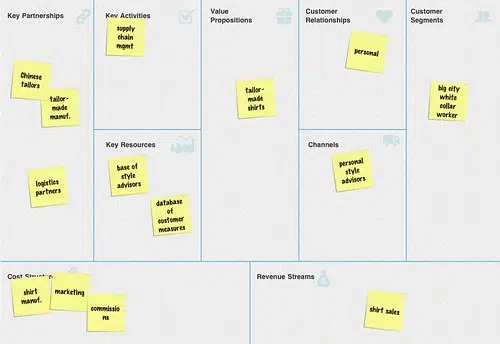 Key Partnerships
Chinese
tailors
tailor-
made
manuf.
logistics
partners
Key Activities
supply
chain
mgmt
Key Resources
base of
style
advisors
database
of
customer
measures
Value
Propositions
tailor-
made
shirts
Customer
Relationships
personal
Channels
personal
style
advisors
Customer
Segments
big city
white
collar
worker
Cost Structure
shirt
manuf.
marketing
commissio
ns
Revenue Streams
shirt sales